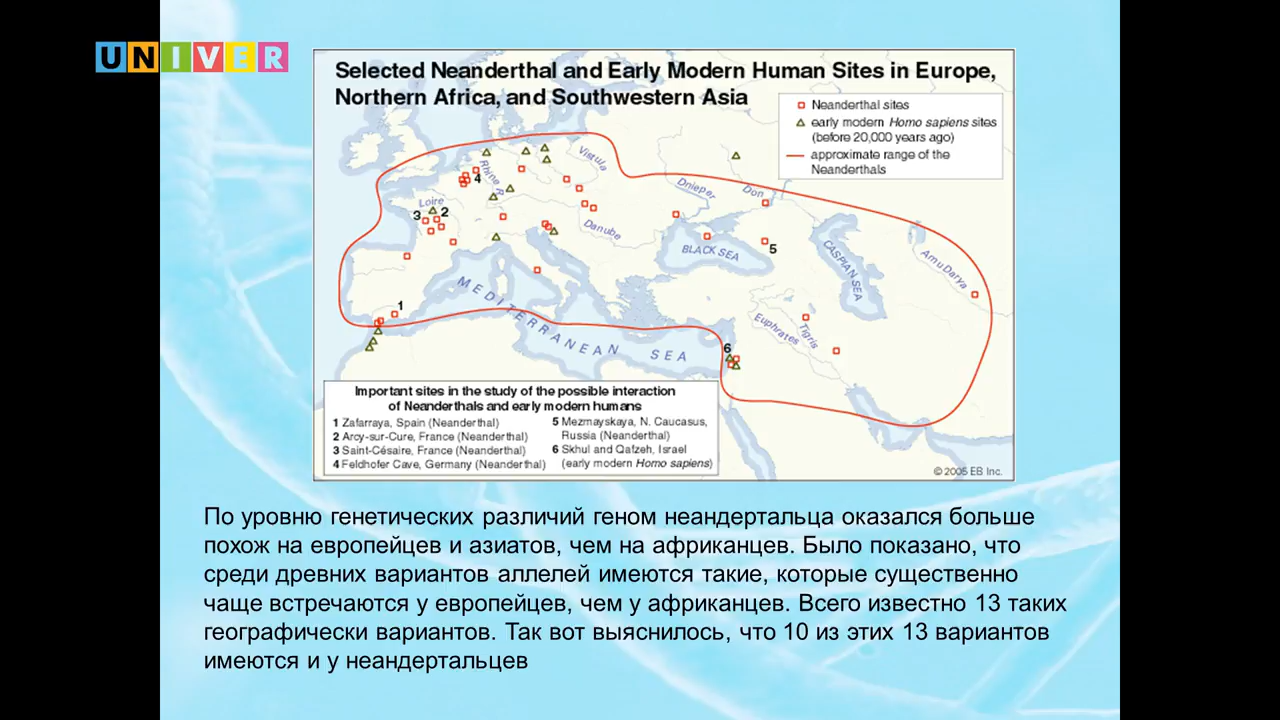 UNIVER
Selected Neanderthal and Early Modern Human Sites in Europe,
Northern Africa, and Southwestern Asia
Neanderthal sites
early modern Homo sapiens sites
(before 20,000 years ago)
approximate range of the
Neanderthals
Vistula
Rhine R.
4
Dnieper
Don
Loire
3
2
Danube
BLACK SEA
5
CASPIAN SEA
Amu Darya
1
MEDITERRANEAN SEA
Euphrates
Tigris
6
Important sites in the study of the possible interaction
of Neanderthals and early modern humans
1 Zafarraya, Spain (Neanderthal)
2 Arcy-sur-Cure, France (Neanderthal)
3 Saint-Césaire, France (Neanderthal)
4 Feldhofer Cave, Germany (Neanderthal)
5 Mezmayskaya, N. Caucasus,
Russia (Neanderthal)
6 Skhul and Qafzeh, Israel
(early modern Homo sapiens)
© 2005 EB Inc.
По уровню генетических различий геном неандертальца оказался больше
похож на европейцев и азиатов, чем на африканцев. Было показано, что
среди древних вариантов аллелей имеются такие, которые существенно
чаще встречаются у европейцев, чем у африканцев. Всего известно 13 таких
географически вариантов. Так вот выяснилось, что 10 из этих 13 вариантов
имеются и у неандертальцев